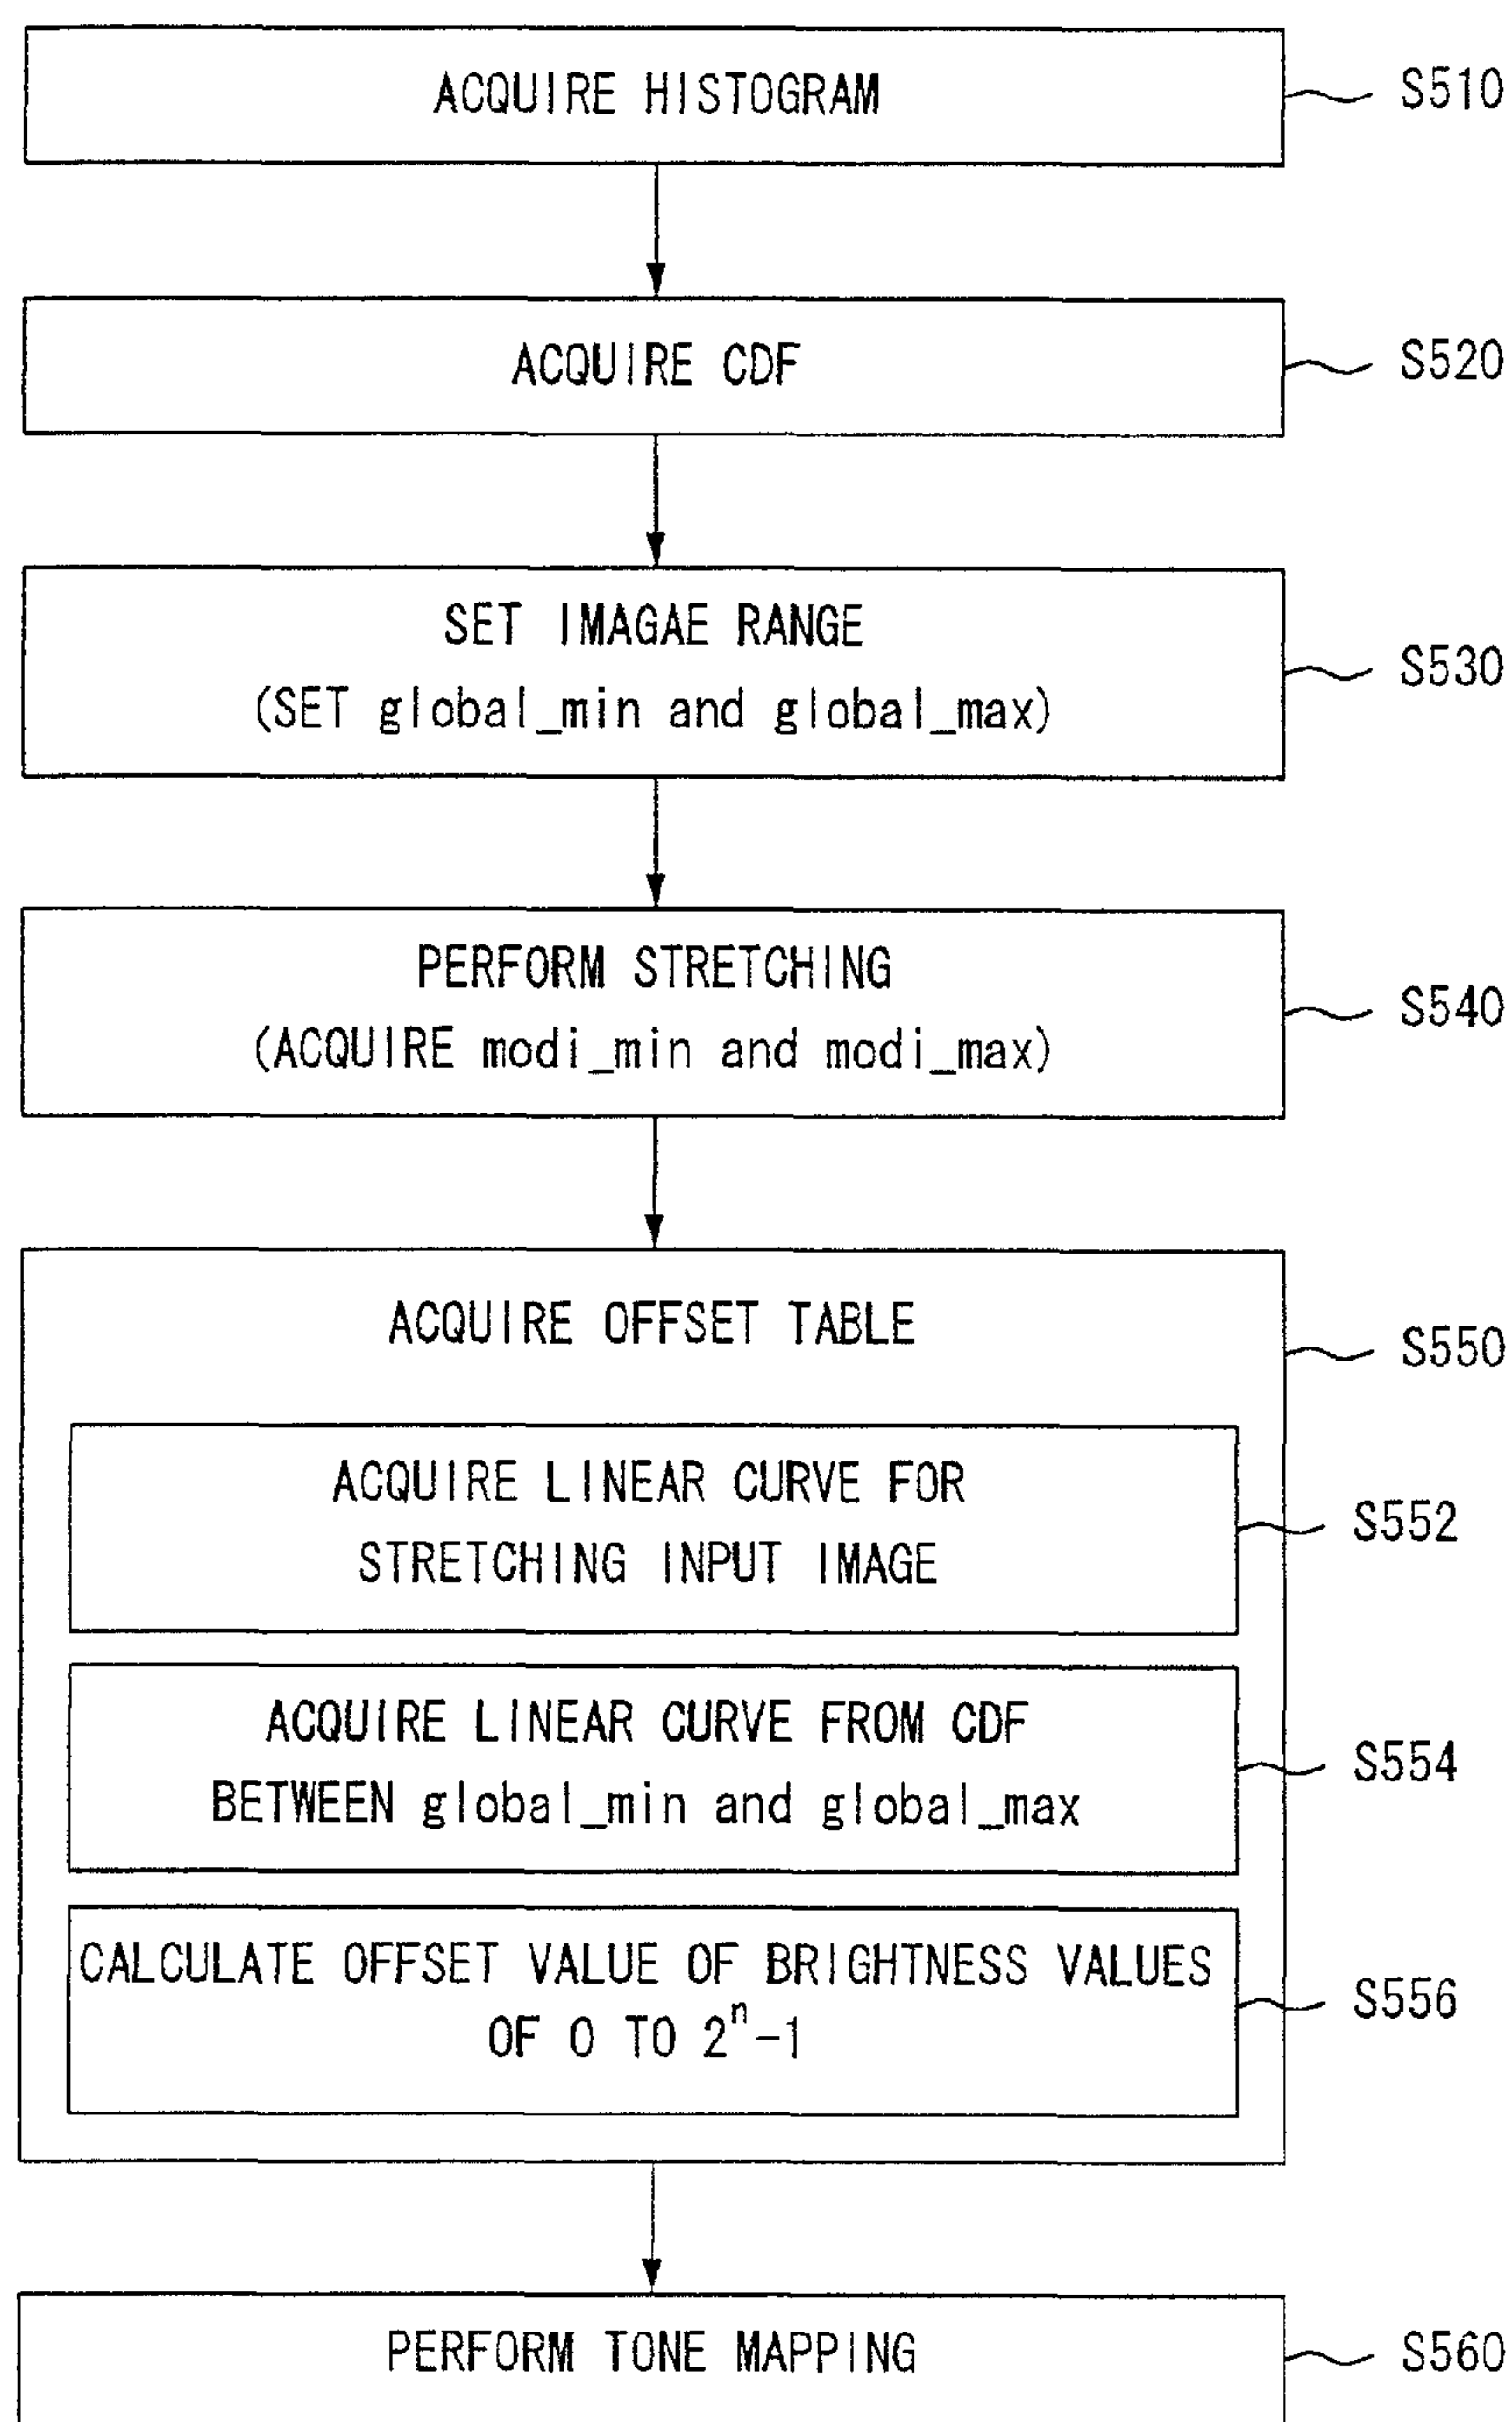 ACQUIRE HISTOGRAM
S510
ACQUIRE CDF
S520
SET IMAGAE RANGE
(SET global_min and global_max)
S530
PERFORM STRETCHING
(ACQUIRE modi_min and modi_max)
S540
ACQUIRE OFFSET TABLE
S550
ACQUIRE LINEAR CURVE FOR
STRETCHING INPUT IMAGE
S552
ACQUIRE LINEAR CURVE FROM CDF
BETWEEN global_min and global_max
S554
CALCULATE OFFSET VALUE OF BRIGHTNESS VALUES
OF 0 TO 2ⁿ-1
S556
PERFORM TONE MAPPING
S560